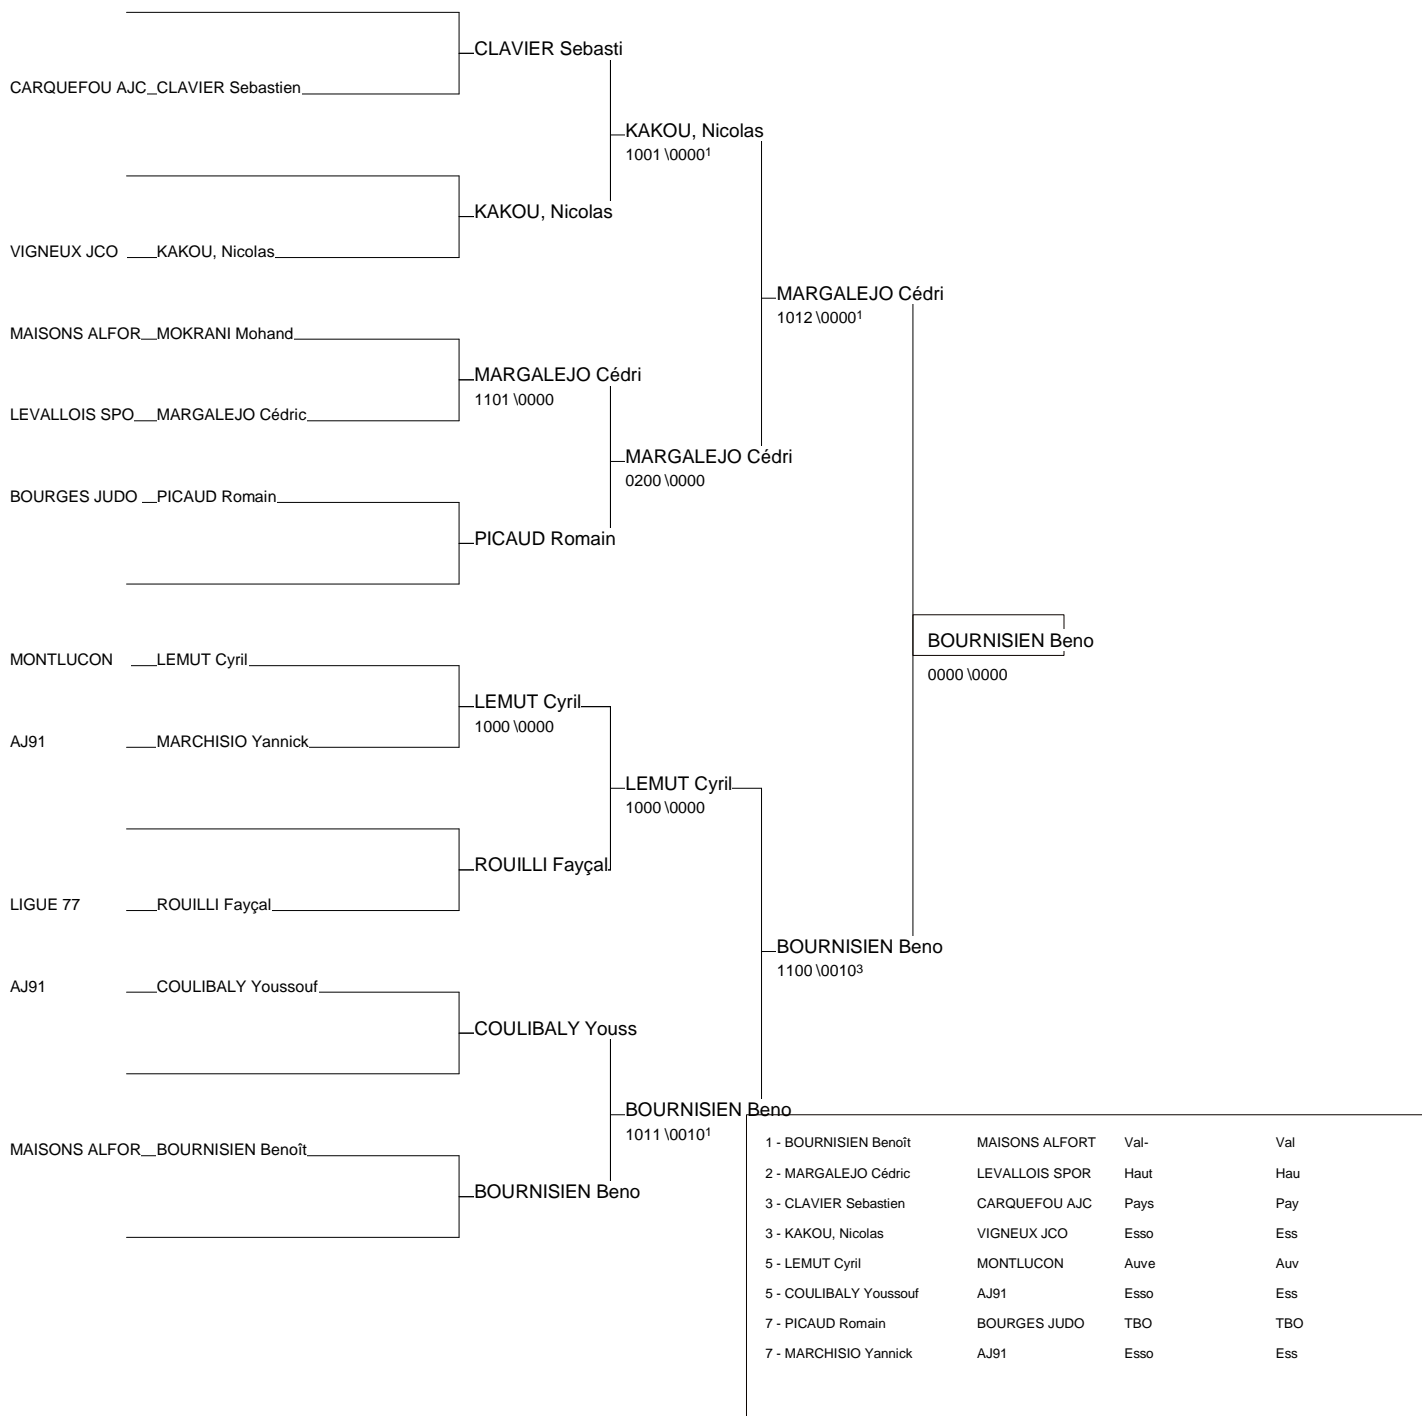 CLAVIER Sebasti
CARQUEFOU AJC CLAVIER Sebastien
KAKOU, Nicolas
1001 \0000¹
KAKOU, Nicolas
VIGNEUX JCO KAKOU, Nicolas
MARGALEJO Cédri
1012 \0000¹
MAISONS ALFOR MOKRANI Mohand
MARGALEJO Cédri
1101 \0000
LEVALLOIS SPO MARGALEJO Cédric
MARGALEJO Cédri
0200 \0000
BOURGES JUDO PICAUD Romain
PICAUD Romain
BOURNISIEN Beno
0000 \0000
MONTLUCON LEMUT Cyril
LEMUT Cyril
1000 \0000
AJ91 MARCHISIO Yannick
LEMUT Cyril
1000 \0000
ROUILLI Fayçal
LIGUE 77 ROUILLI Fayçal
BOURNISIEN Beno
1100 \0010³
AJ91 COULIBALY Youssouf
COULIBALY Youss
BOURNISIEN Beno
1011 \0010¹
MAISONS ALFOR BOURNISIEN Benoît
BOURNISIEN Beno
1 - BOURNISIEN Benoît MAISONS ALFORT Val- Val
2 - MARGALEJO Cédric LEVALLOIS SPOR Haut Hau
3 - CLAVIER Sebastien CARQUEFOU AJC Pays Pay
3 - KAKOU, Nicolas VIGNEUX JCO Esso Ess
5 - LEMUT Cyril MONTLUCON Auve Auv
5 - COULIBALY Youssouf AJ91 Esso Ess
7 - PICAUD Romain BOURGES JUDO TBO TBO
7 - MARCHISIO Yannick AJ91 Esso Ess